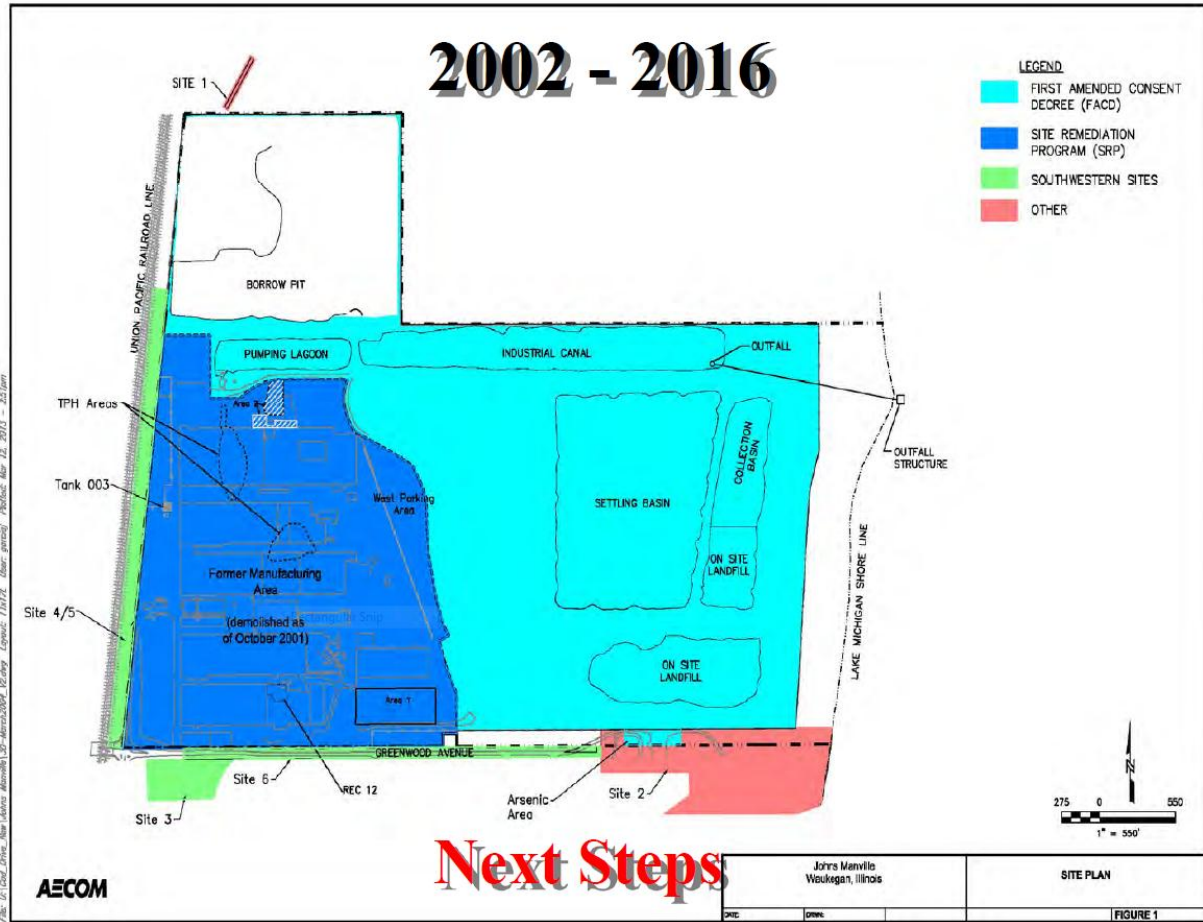 2002 - 2016
LEGEND
FIRST AMENDED CONSENT
DECREE (FACD)
SITE REMEDIATION
PROGRAM (SRP)
SOUTHWESTERN SITES
OTHER
SITE 1
UNION PACIFIC RAILROAD LINE
BORROW PIT
PUMPING LAGOON
INDUSTRIAL CANAL
OUTFALL
OUTFALL
STRUCTURE
TPH Areas
Tank 003
West Parking
Area
SETTLING BASIN
COLLECTION
BASIN
ON SITE
LANDFILL
Former Manufacturing
Area
(demolished as
of October 2001)
Site 4/5
ON SITE
LANDFILL
LAKE MICHIGAN SHORE LINE
Area 1
GREENWOOD AVENUE
Site 6
REC 12
Site 3
Arsenic
Area
Site 2
N
275 0 550
1" = 550'
Next Steps
AECOM
Johns Manville
Waukegan, Illinois
SITE PLAN
DATE:
DRWN:
FIGURE 1